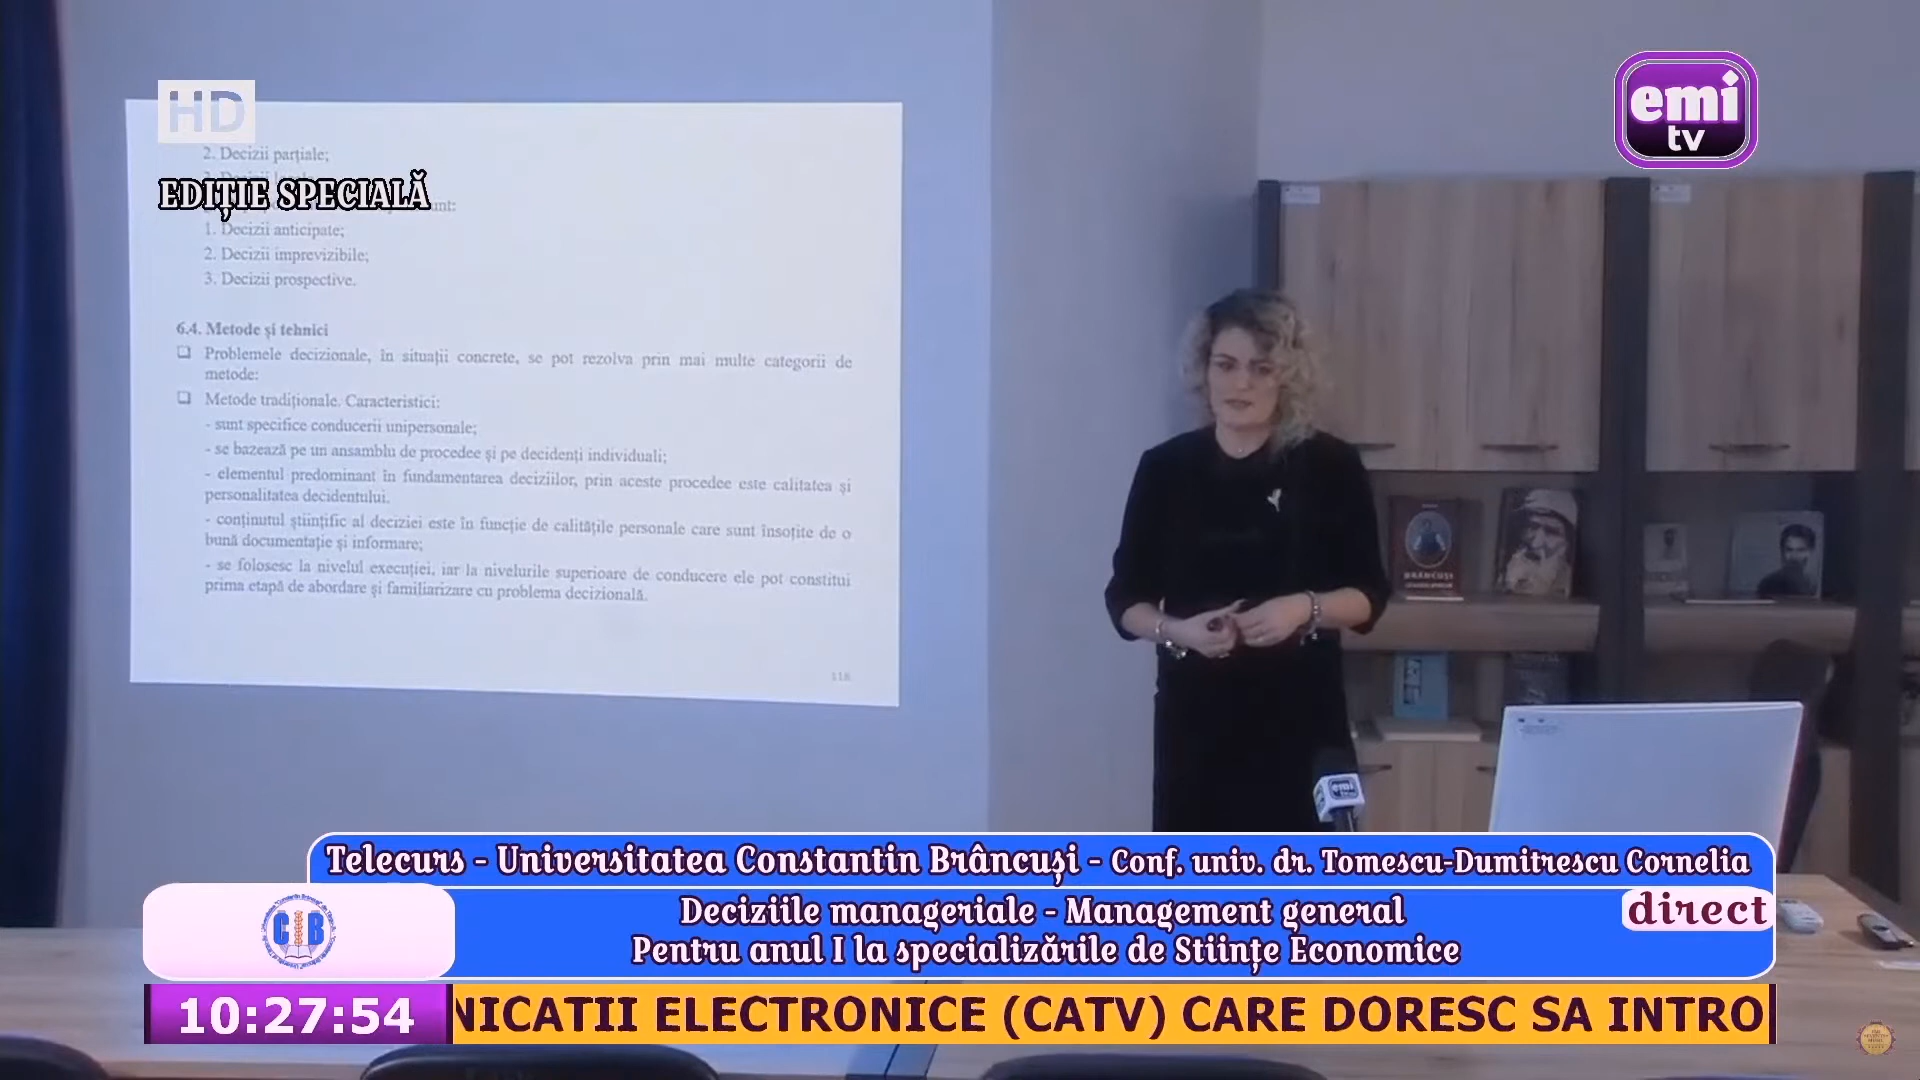 HD
emi
tv
2. Decizii parțiale;
EDIȚIE SPECIALĂ
1. Decizii anticipate;
2. Decizii imprevizibile;
3. Decizii prospective.
6.4. Metode și tehnici
❑ Problemele decizionale, în situații concrete, se pot rezolva prin mai multe categorii de
metode:
❑ Metode tradiționale. Caracteristici:
- sunt specifice conducerii unipersonale;
- se bazează pe un ansamblu de procedee și pe decidenți individuali;
- elementul predominant în fundamentarea deciziilor, prin aceste procedee este calitatea și
personalitatea decidentului.
- conținutul științific al deciziei este în funcție de calitățile personale care sunt însoțite de o
bună documentație și informare;
- se folosesc la nivelul execuției, iar la nivelurile superioare de conducere ele pot constitui
prima etapă de abordare și familiarizare cu problema decizională.
118
BRÂNCUȘI
emi
Telecurs - Universitatea Constantin Brâncuși - Conf. univ. dr. Tomescu-Dumitrescu Cornelia
Deciziile manageriale - Management general
direct
Pentru anul I la specializările de Stiințe Economice
CIB
10:27:54
NICATII ELECTRONICE (CATV) CARE DORESC SA INTRO